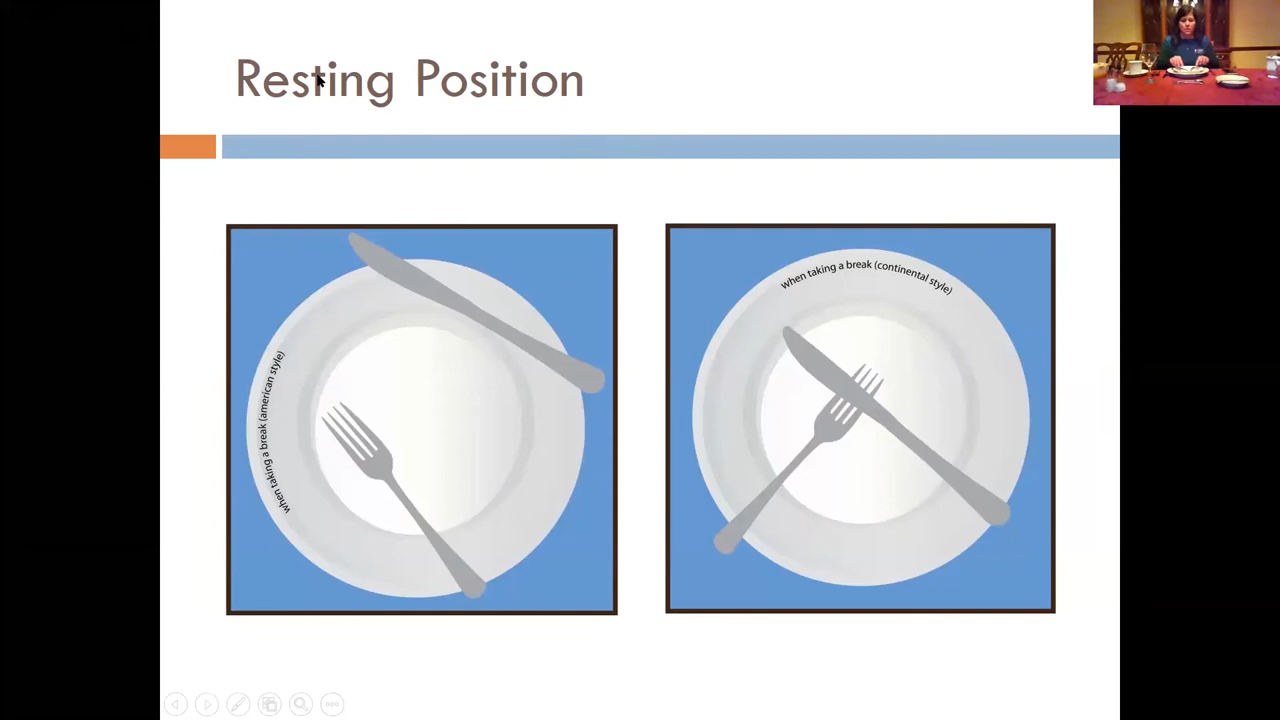 Resting Position
when taking a break (american style)
when taking a break (continental style)